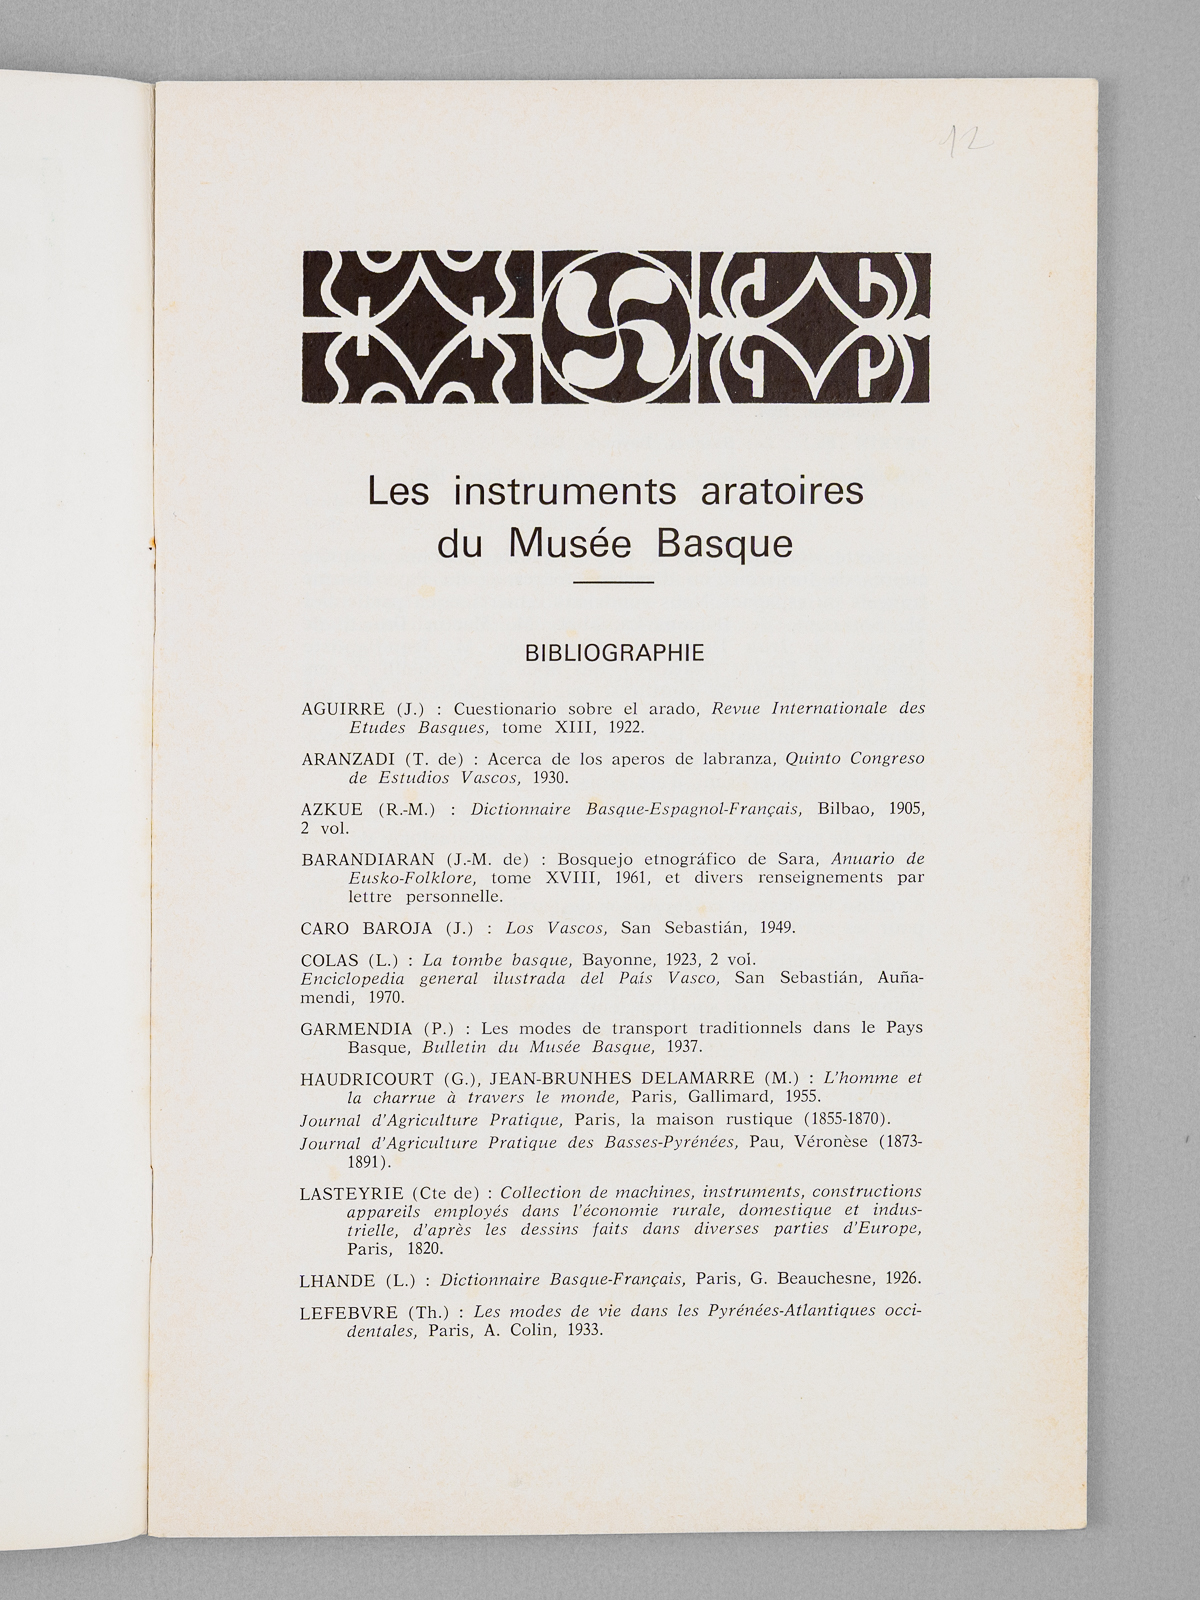 12
Les instruments aratoires
du Musée Basque
BIBLIOGRAPHIE
AGUIRRE (J.) : Cuestionario sobre el arado, Revue Internationale des
Etudes Basques, tome XIII, 1922.
ARANZADI (T. de) : Acerca de los aperos de labranza, Quinto Congreso
de Estudios Vascos, 1930.
AZKUE (R.-M.) : Dictionnaire Basque-Espagnol-Français, Bilbao, 1905,
2 vol.
BARANDIARAN (J.-M. de) : Bosquejo etnográfico de Sara, Anuario de
Eusko-Folklore, tome XVIII, 1961, et divers renseignements par
lettre personnelle.
CARO BAROJA (J.) : Los Vascos, San Sebastián, 1949.
COLAS (L.) : La tombe basque, Bayonne, 1923, 2 vol.
Enciclopedia general ilustrada del País Vasco, San Sebastián, Auña-
mendi, 1970.
GARMENDIA (P.) : Les modes de transport traditionnels dans le Pays
Basque, Bulletin du Musée Basque, 1937.
HAUDRICOURT (G.), JEAN-BRUNHES DELAMARRE (M.) : L'homme et
la charrue à travers le monde, Paris, Gallimard, 1955.
Journal d'Agriculture Pratique, Paris, la maison rustique (1855-1870).
Journal d'Agriculture Pratique des Basses-Pyrénées, Pau, Véronèse (1873-
1891).
LASTEYRIE (Cte de) : Collection de machines, instruments, constructions
appareils employés dans l'économie rurale, domestique et indus-
trielle, d'après les dessins faits dans diverses parties d'Europe,
Paris, 1820.
LHANDE (L.) : Dictionnaire Basque-Français, Paris, G. Beauchesne, 1926.
LEFEBVRE (Th.) : Les modes de vie dans les Pyrénées-Atlantiques occi-
dentales, Paris, A. Colin, 1933.